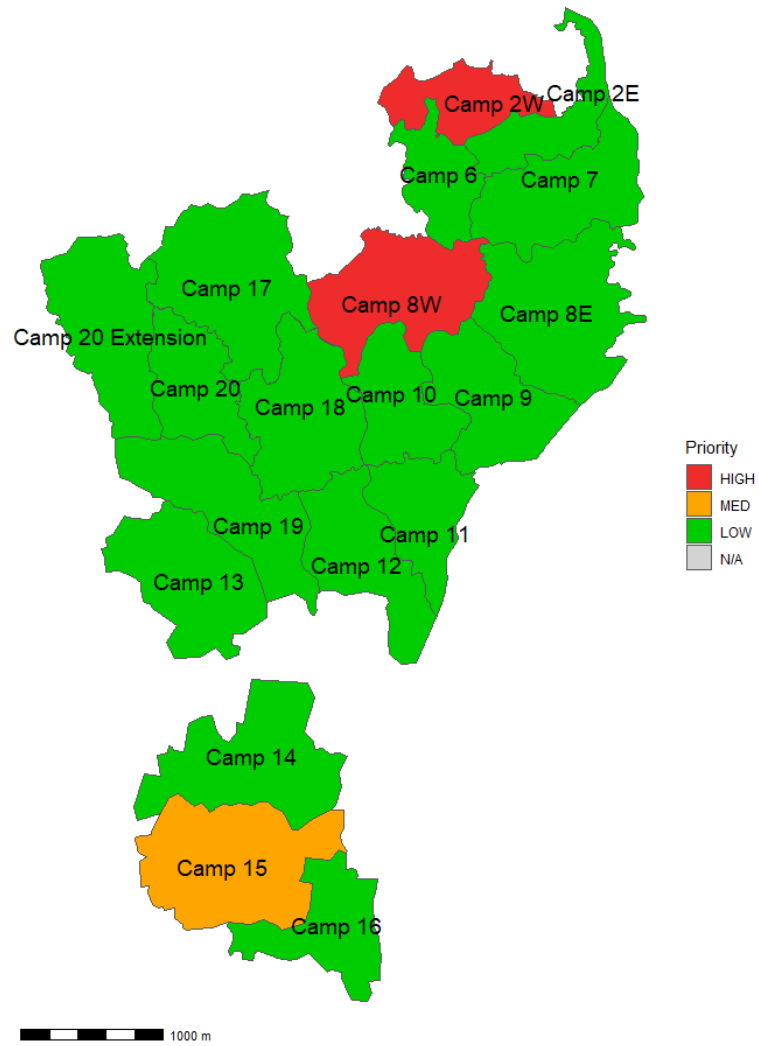 Camp 2E
Camp 2W
Camp 6
Camp 7
Camp 17
Camp 8W
Camp 8E
Camp 20 Extension
Camp 20
Camp 18
Camp 10
Camp 9
Camp 19
Camp 11
Camp 12
Camp 13
Priority
HIGH
MED
LOW
N/A
Camp 14
Camp 15
Camp 16
1000 m